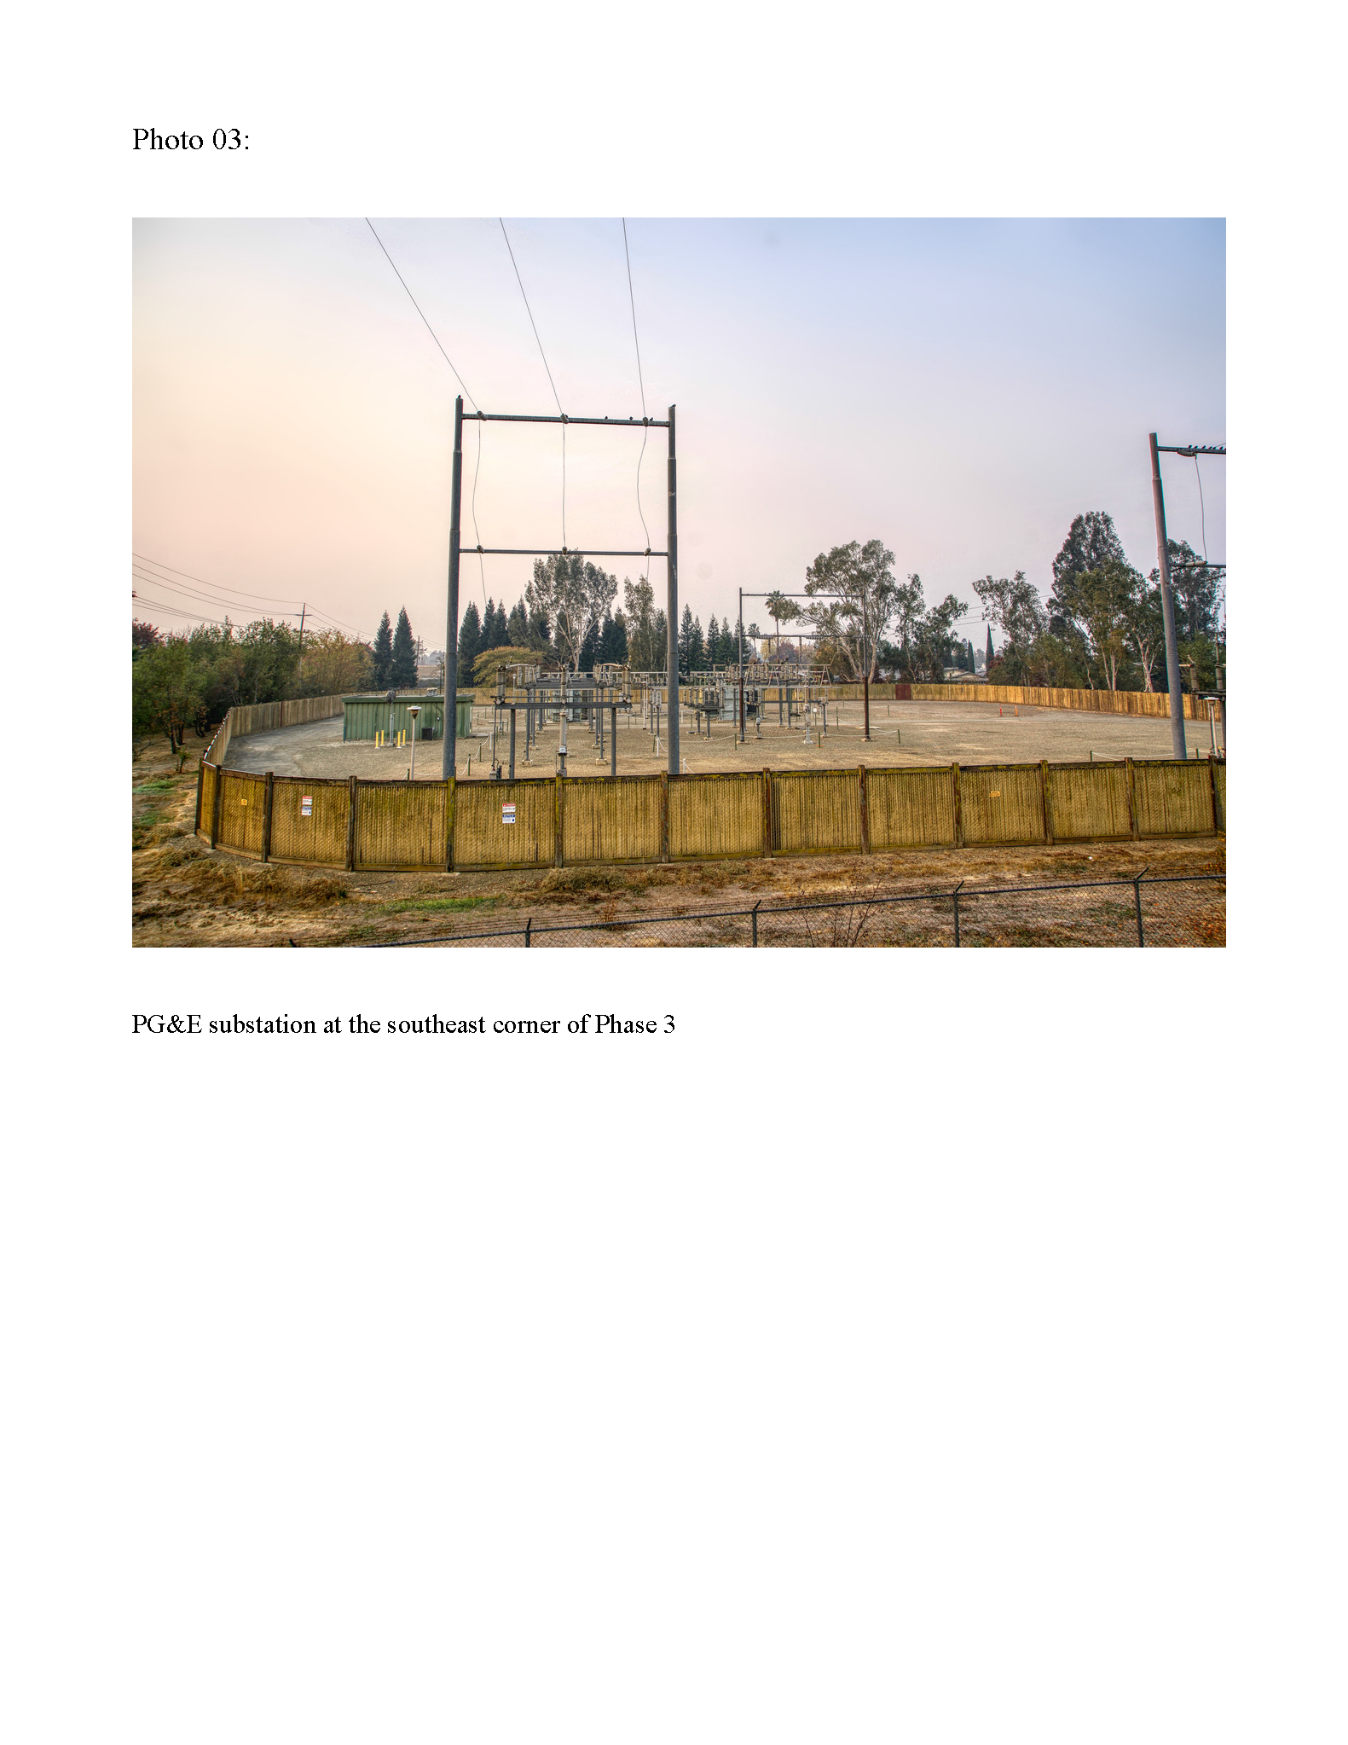 Photo 03:
PG&E substation at the southeast corner of Phase 3